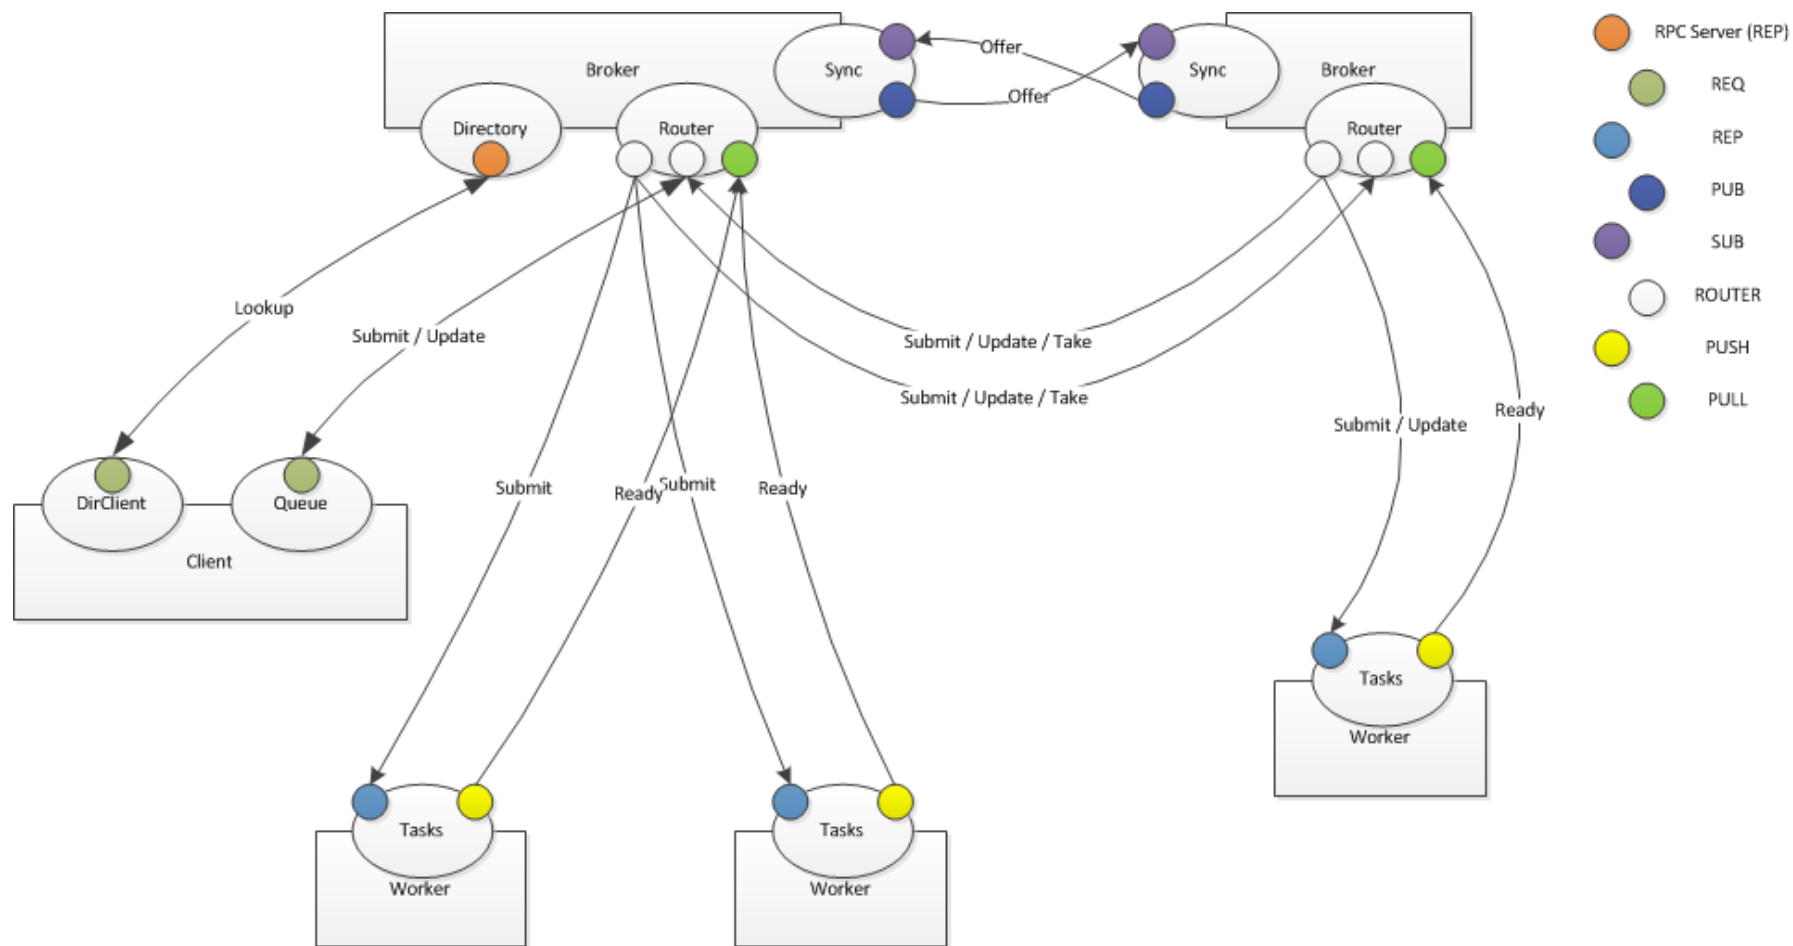 RPC Server (REP)
Offer
Broker
Sync
Sync
Broker
REQ
Offer
Directory
Router
Router
REP
PUB
SUB
ROUTER
Lookup
Submit / Update
Submit / Update / Take
PUSH
Submit / Update / Take
PULL
Submit / Update
Ready
Submit
Ready
Submit
Ready
DirClient
Queue
Client
Tasks
Worker
Tasks
Worker
Tasks
Worker